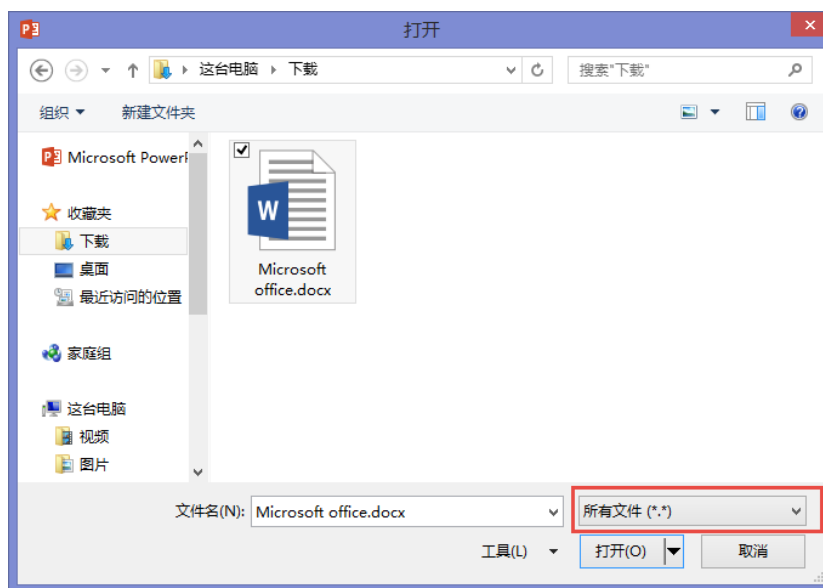 打开
这台电脑 下载
搜索"下载"
组织 新建文件夹
Microsoft PowerP
收藏夹
下载
桌面
最近访问的位置
家庭组
这台电脑
视频
图片
W
Microsoft
office.docx
文件名(N): Microsoft office.docx
所有文件 (*.*)
工具(L) 打开(O) 取消